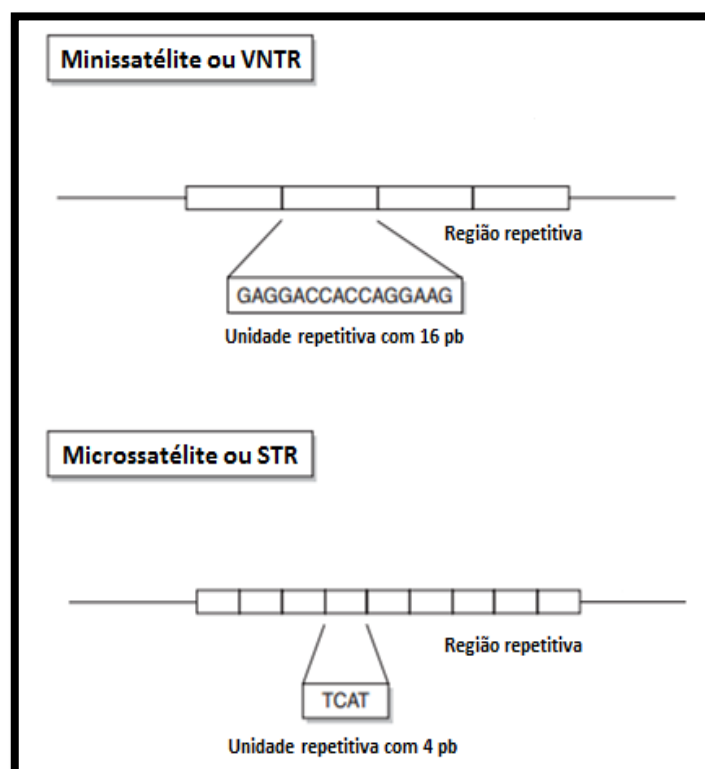 Minissatélite ou VNTR
Região repetitiva
GAGGACCACCAGGAAG
Unidade repetitiva com 16 pb
Microssatélite ou STR
Região repetitiva
TCAT
Unidade repetitiva com 4 pb